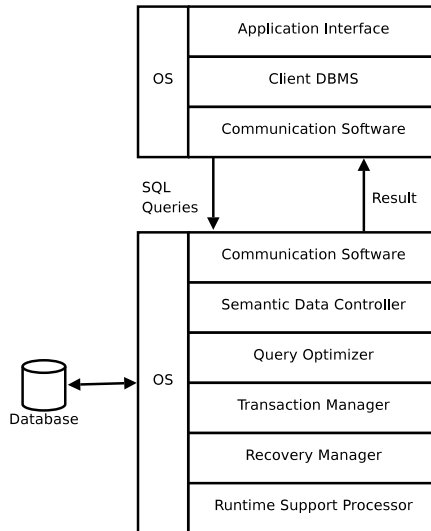 Application Interface
OS
Client DBMS
Communication Software
SQL
Queries
Result
Communication Software
Semantic Data Controller
Query Optimizer
OS
Transaction Manager
Database
Recovery Manager
Runtime Support Processor